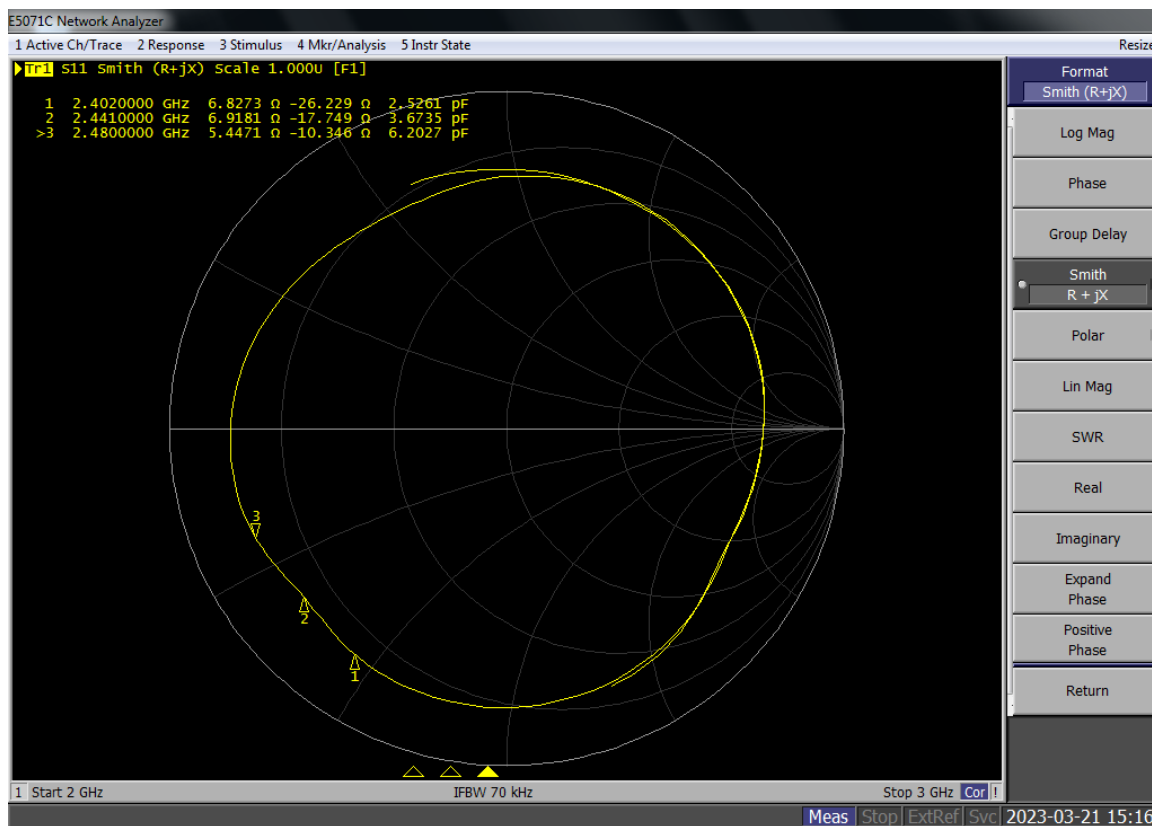 E5071C Network Analyzer
1 Active Ch/Trace 2 Response 3 Stimulus 4 Mkr/Analysis 5 Instr State
Resize
Tr1 S11 Smith (R+jX) Scale 1.000U [F1]
1 2.4020000 GHz 6.8273 Ω -26.229 Ω 2.5261 pF
2 2.4410000 GHz 6.9181 Ω -17.749 Ω 3.6735 pF
>3 2.4800000 GHz 5.4471 Ω -10.346 Ω 6.2027 pF
3
2
1
Format
Smith (R+jX)
Log Mag
Phase
Group Delay
Smith
R + jX
Polar
Lin Mag
SWR
Real
Imaginary
Expand
Phase
Positive
Phase
Return
1 Start 2 GHz
IFBW 70 kHz
Stop 3 GHz Cor !
Meas Stop ExtRef Svc 2023-03-21 15:16